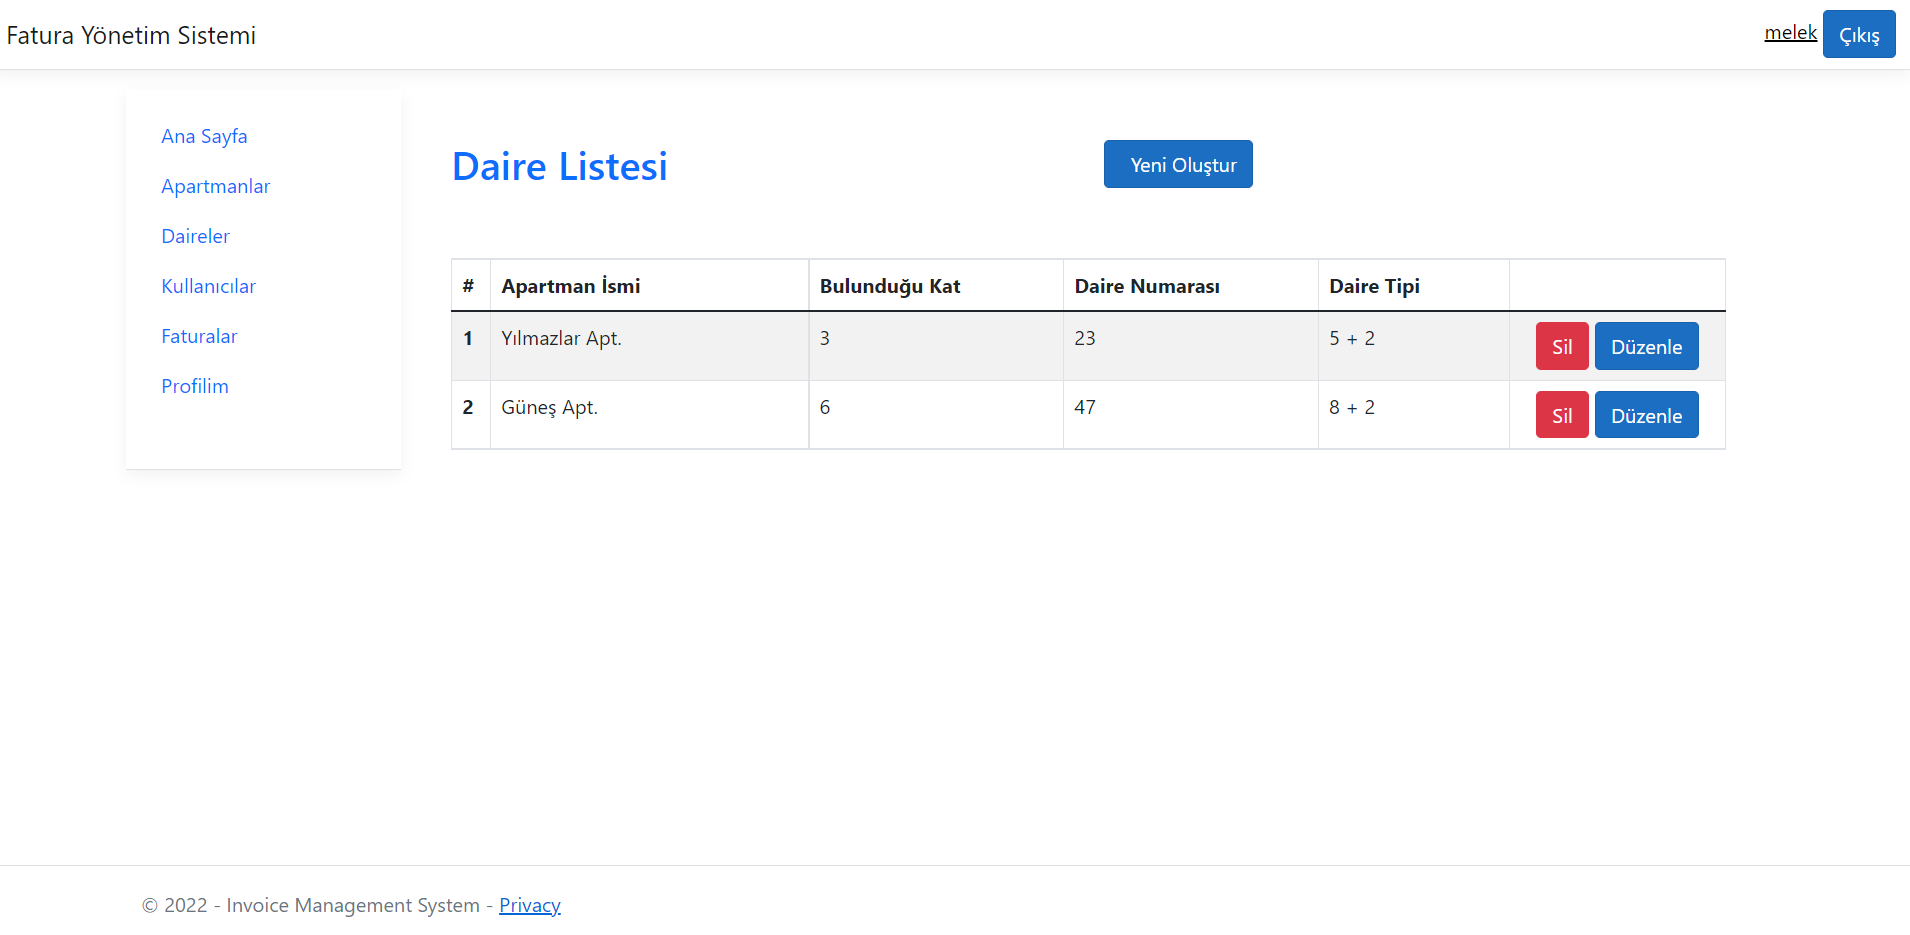 Fatura Yönetim Sistemi
melek Çıkış
Ana Sayfa
Apartmanlar
Daireler
Kullanıcılar
Faturalar
Profilim
Daire Listesi
Yeni Oluştur
# Apartman İsmi Bulunduğu Kat Daire Numarası Daire Tipi
1 Yılmazlar Apt. 3 23 5 + 2 Sil Düzenle
2 Güneş Apt. 6 47 8 + 2 Sil Düzenle
© 2022 - Invoice Management System - Privacy